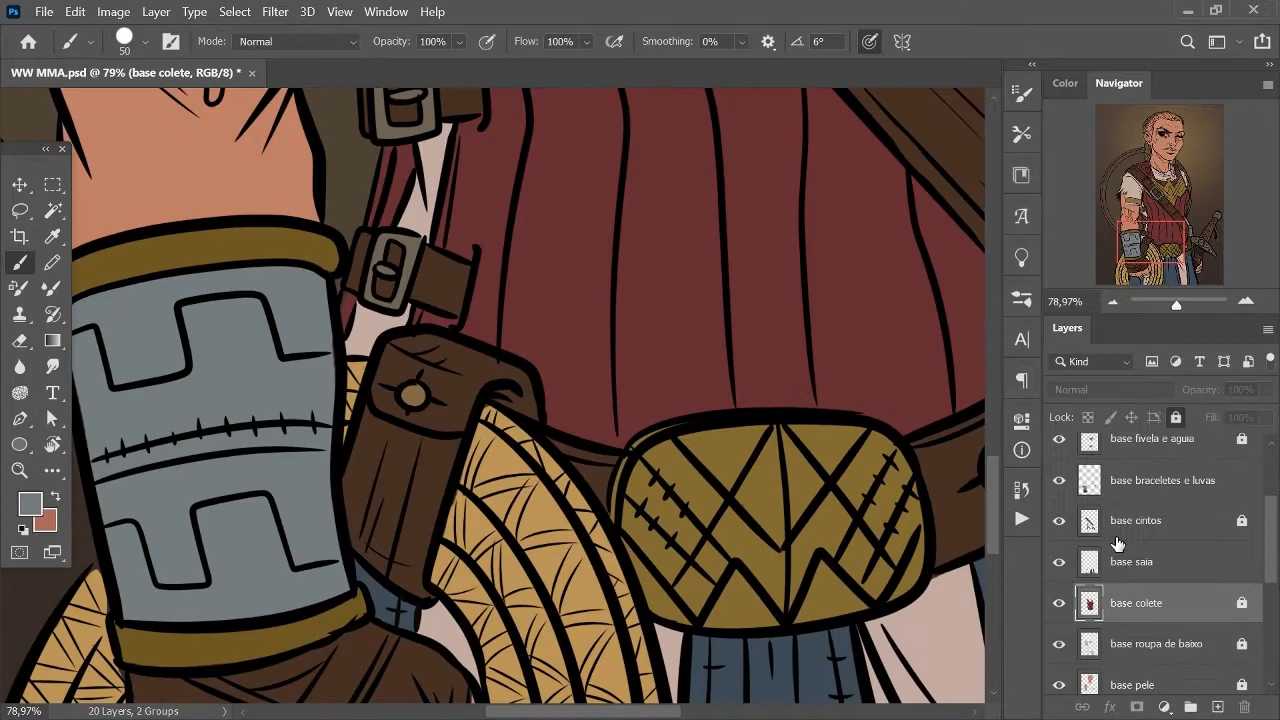 Ps File Edit Image Layer Type Select Filter 3D View Window Help
50 Mode: Normal Opacity: 100% Flow: 100% Smoothing: 0% 6°
WW MMA.psd @ 79% (base colete, RGB/8) *
Color Navigator
78,97%
Layers
Kind
Normal Opacity: 100%
Lock: Fill: 100%
base fivela e aguia
base braceletes e luvas
base cintos
base saia
base colete
base roupa de baixo
base pele
78,97% 20 Layers, 2 Groups